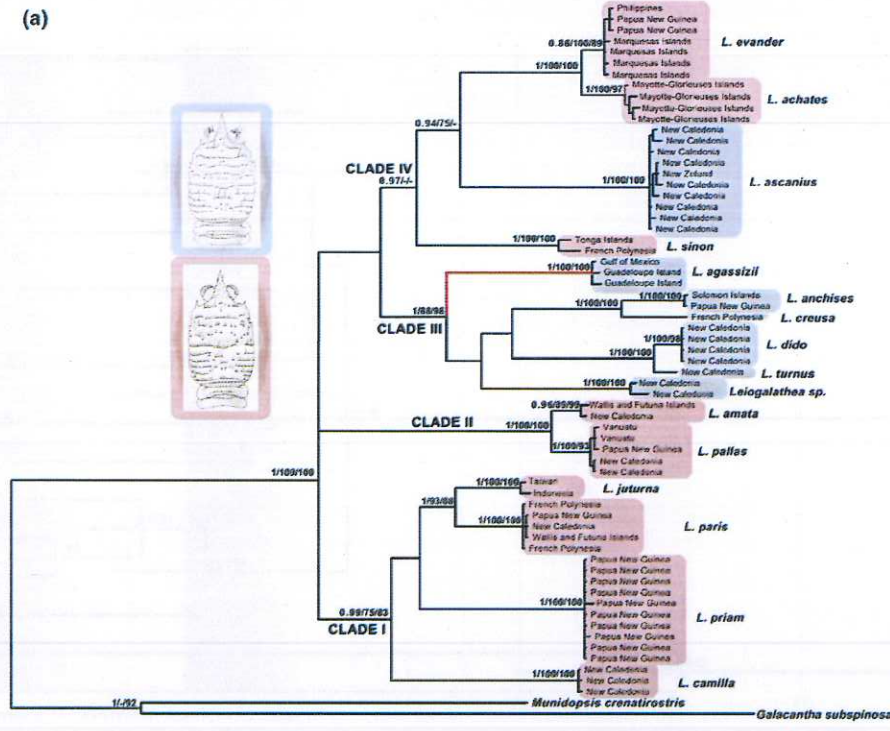 (a)
Philippines
Papua New Guinea
Papua New Guinea
0.86/100/89
Marquesas Islands
L. evander
Marquesas Islands
1/100/100
Marquesas Islands
Marquesas Islands
1/100/97
Mayotte-Glorieuses Islands
Mayotte-Glorieuses Islands
L. achates
Mayotte-Glorieuses Islands
Mayotte-Glorieuses Islands
0.94/75/-
New Caledonia
New Caledonia
New Caledonia
New Caledonia
CLADE IV
New Zeland
0.97/-/-
1/100/100
New Caledonia
L. ascanius
New Caledonia
New Caledonia
New Caledonia
New Caledonia
1/100/100
Tonga Islands
L. sinon
French Polynesia
Gulf of Mexico
1/100/100
Guadeloupe Island
L. agassizii
Guadeloupe Island
1/100/100
1/100/100
Solomon Islands
L. anchises
Papua New Guinea
1/88/98
French Polynesia
L. creusa
CLADE III
New Caledonia
1/100/98
New Caledonia
L. dido
1/100/100
New Caledonia
New Caledonia
New Caledonia
L. turnus
1/100/100
New Caledonia
Leiogalathea sp.
New Caledonia
0.96/89/99
Wallis and Futuna Islands
L. amata
New Caledonia
CLADE II
1/100/100
Vanuatu
Vanuatu
1/100/93
Papua New Guinea
L. pallas
New Caledonia
New Caledonia
1/100/100
1/100/100
Taiwan
L. juturna
Indonesia
1/93/88
French Polynesia
Papua New Guinea
1/100/100
New Caledonia
L. paris
Wallis and Futuna Islands
French Polynesia
Papua New Guinea
Papua New Guinea
Papua New Guinea
Papua New Guinea
1/100/100
Papua New Guinea
0.99/75/83
Papua New Guinea
L. priam
CLADE I
Papua New Guinea
Papua New Guinea
Papua New Guinea
Papua New Guinea
New Caledonia
1/100/100
New Caledonia
L. camilla
New Caledonia
1/-/92
Munidopsis crenatirostris
Galacantha subspinosa